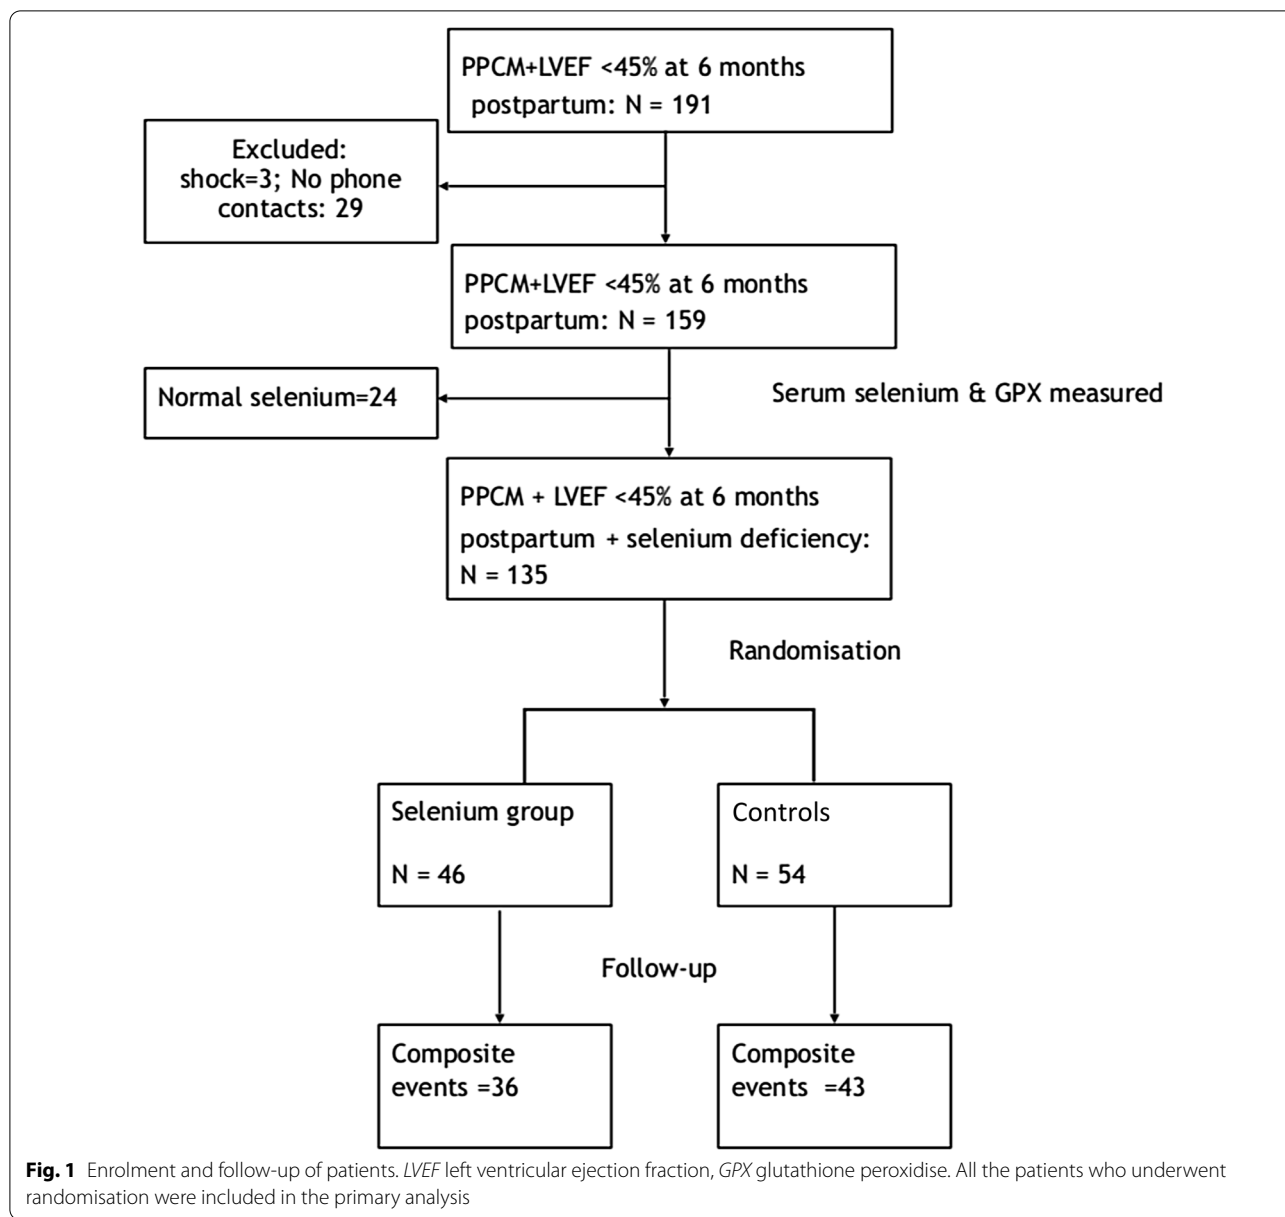 PPCM+LVEF <45% at 6 months
postpartum: N = 191
Excluded:
shock=3; No phone
contacts: 29
PPCM+LVEF <45% at 6 months
postpartum: N = 159
Normal selenium=24
Serum selenium & GPX measured
PPCM + LVEF <45% at 6 months
postpartum + selenium deficiency:
N = 135
Randomisation
Selenium group
N = 46
Controls
N = 54
Follow-up
Composite
events =36
Composite
events =43
Fig. 1 Enrolment and follow-up of patients. LVEF left ventricular ejection fraction, GPX glutathione peroxidise. All the patients who underwent
randomisation were included in the primary analysis